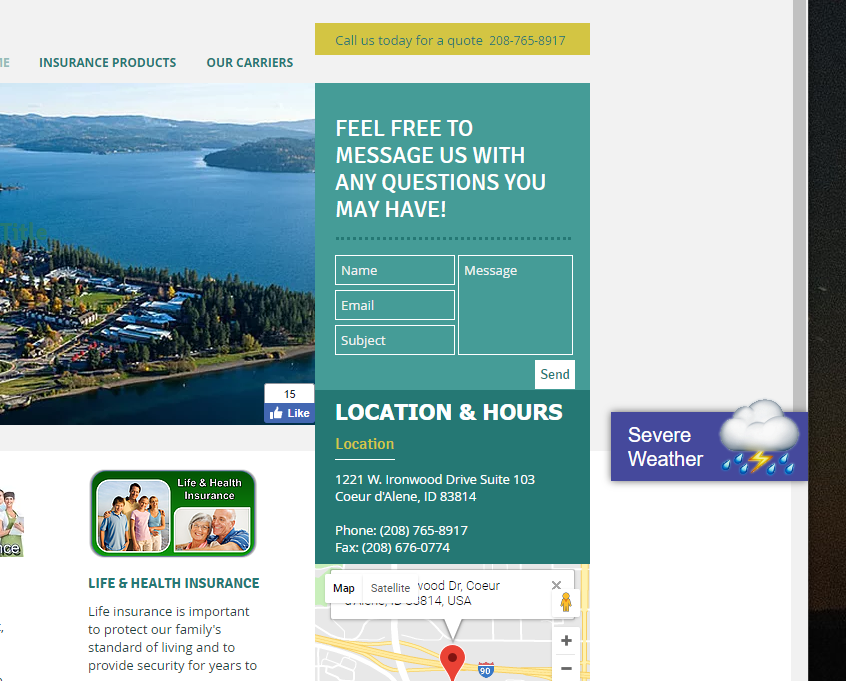 Call us today for a quote 208-765-8917
INSURANCE PRODUCTS
OUR CARRIERS
FEEL FREE TO
MESSAGE US WITH
ANY QUESTIONS YOU
MAY HAVE!
Title
Name
Message
Email
Subject
Send
15
Like
LOCATION & HOURS
Location
1221 W. Ironwood Drive Suite 103
Coeur d'Alene, ID 83814
Phone: (208) 765-8917
Fax: (208) 676-0774
Severe
Weather
Life & Health
Insurance
LIFE & HEALTH INSURANCE
Life insurance is important
to protect our family's
standard of living and to
provide security for years to
Map
Satellite
wood Dr, Coeur
d'Alene, ID 83814, USA
90